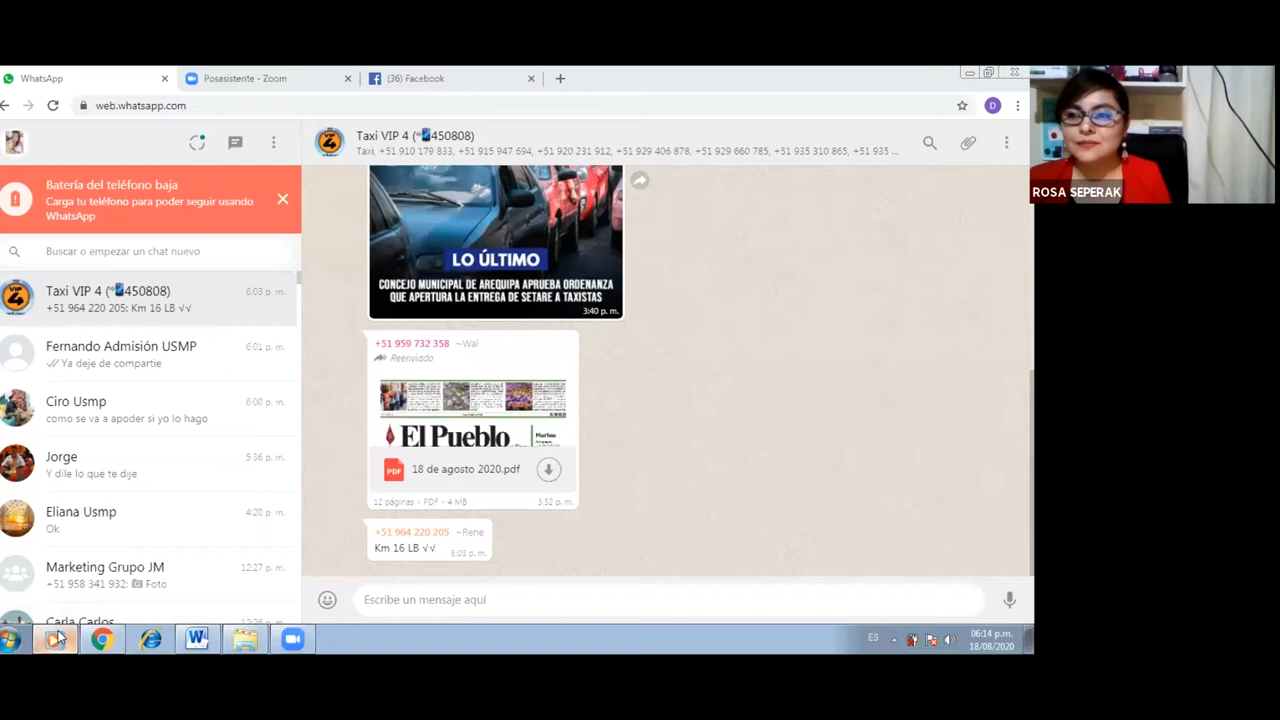 WhatsApp
Posasistente - Zoom
(36) Facebook
web.whatsapp.com
D
Taxi VIP 4 (📲450808)
Taxi, +51 910 179 833, +51 915 947 694, +51 920 231 912, +51 929 406 878, +51 929 660 785, +51 935 310 865, +51 935 ...
ROSA SEPERAK
Batería del teléfono baja
Carga tu teléfono para poder seguir usando
WhatsApp
Buscar o empezar un chat nuevo
Taxi VIP 4 (📲450808)
6:03 p. m.
+51 964 220 205: Km 16 LB √√
Fernando Admisión USMP
6:01 p. m.
Ya deje de compartie
Ciro Usmp
6:00 p. m.
como se va a apoder si yo lo hago
Jorge
5:36 p. m.
Y dile lo que te dije
Eliana Usmp
4:20 p. m.
Ok
Marketing Grupo JM
12:27 p. m.
+51 958 341 932: Foto
Carla Carlos
12:26 p. m.
LO ÚLTIMO
CONCEJO MUNICIPAL DE AREQUIPA APRUEBA ORDENANZA
QUE APERTURA LA ENTREGA DE SETARE A TAXISTAS
3:40 p. m.
+51 959 732 358 ~Wal
Reenviado
El Pueblo
Martes
PDF
18 de agosto 2020.pdf
12 páginas • PDF • 4 MB
5:52 p. m.
+51 964 220 205 ~Rene
Km 16 LB √√
6:03 p. m.
Escribe un mensaje aquí
ES
06:14 p.m.
18/08/2020